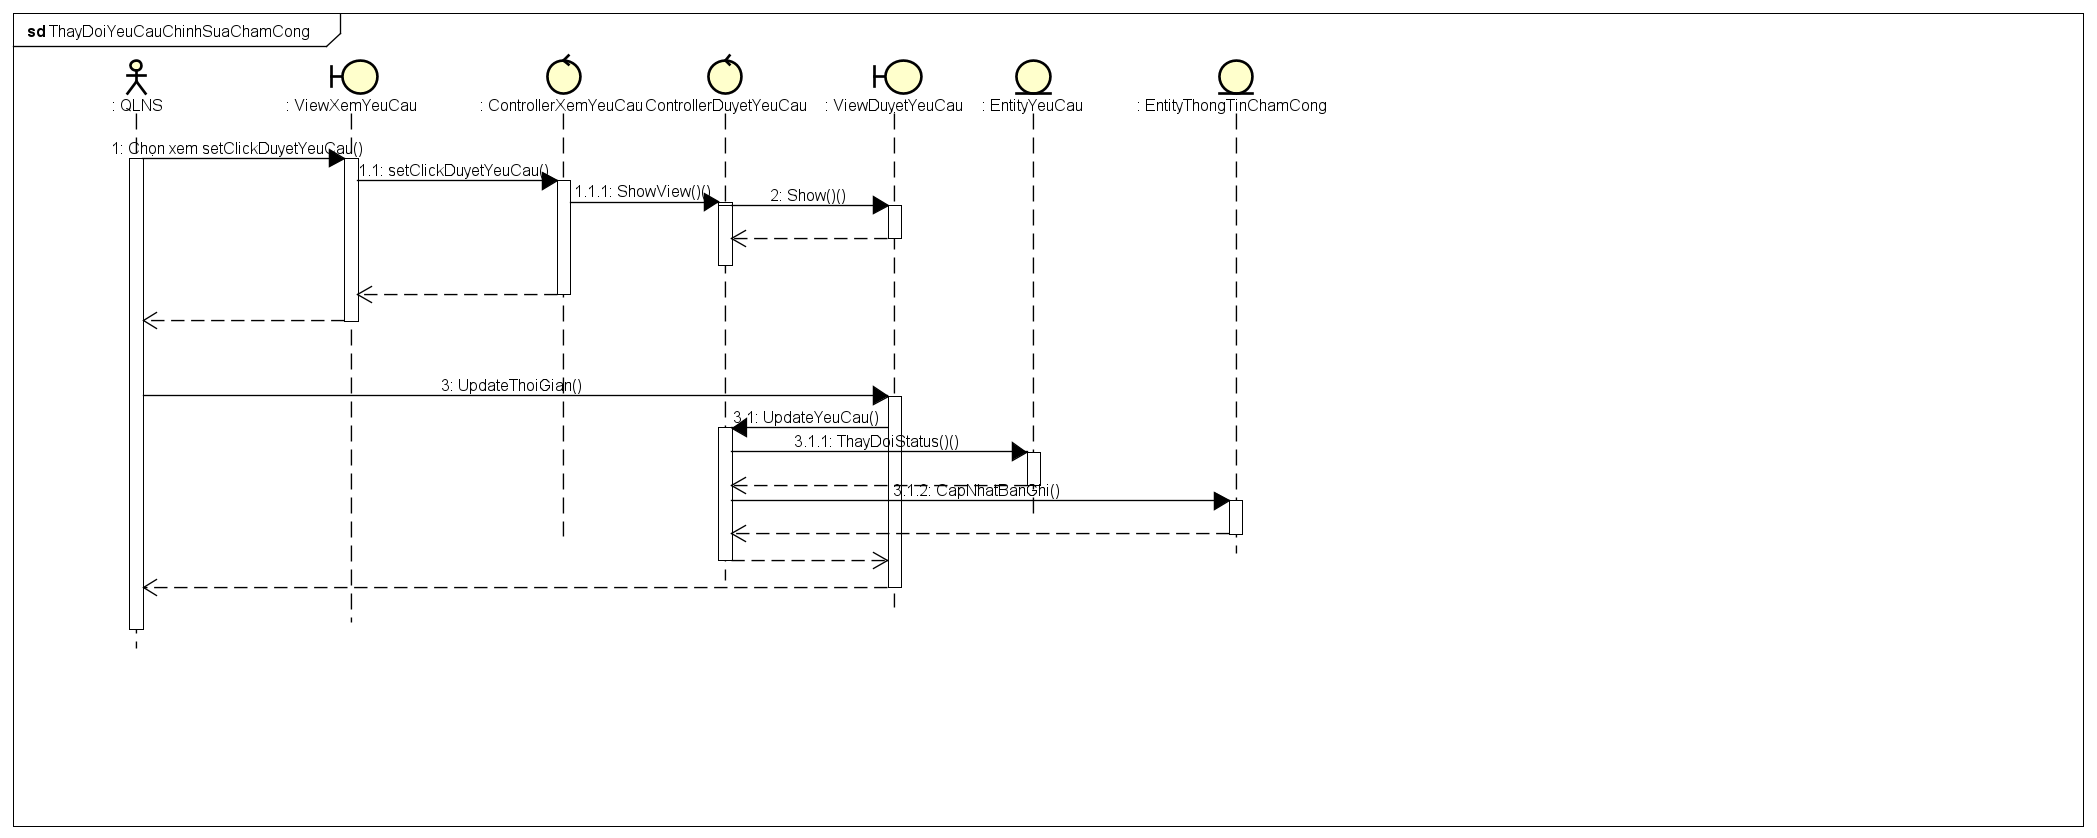 sd ThayDoiYeuCauChinhSuaChamCong
: QLNS
: ViewXemYeuCau
: ControllerXemYeuCau
ControllerDuyetYeuCau
: ViewDuyetYeuCau
: EntityYeuCau
: EntityThongTinChamCong
1: Chọn xem setClickDuyetYeuCau()
1.1: setClickDuyetYeuCau()
1.1.1: ShowView()()
2: Show()()
3: UpdateThoiGian()
3.1: UpdateYeuCau()
3.1.1: ThayDoiStatus()()
3.1.2: CapNhatBanGhi()